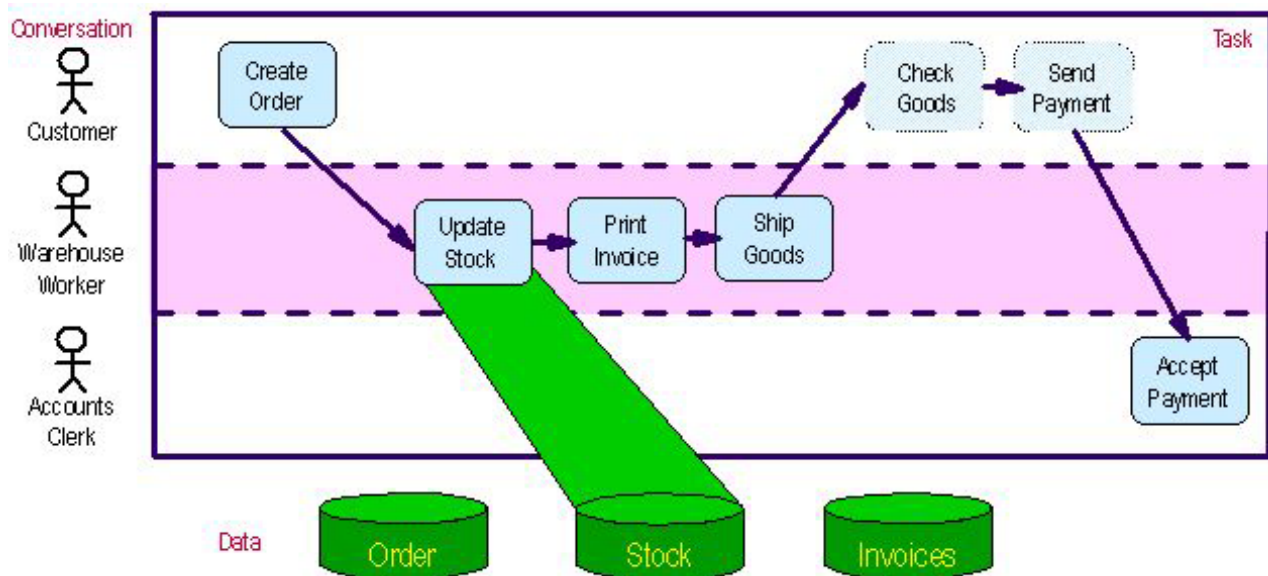 Conversation
Task
Create
Order
Check
Goods
Send
Payment
Customer
Update
Stock
Print
Invoice
Ship
Goods
Warehouse
Worker
Accept
Payment
Accounts
Clerk
Data
Order
Stock
Invoices